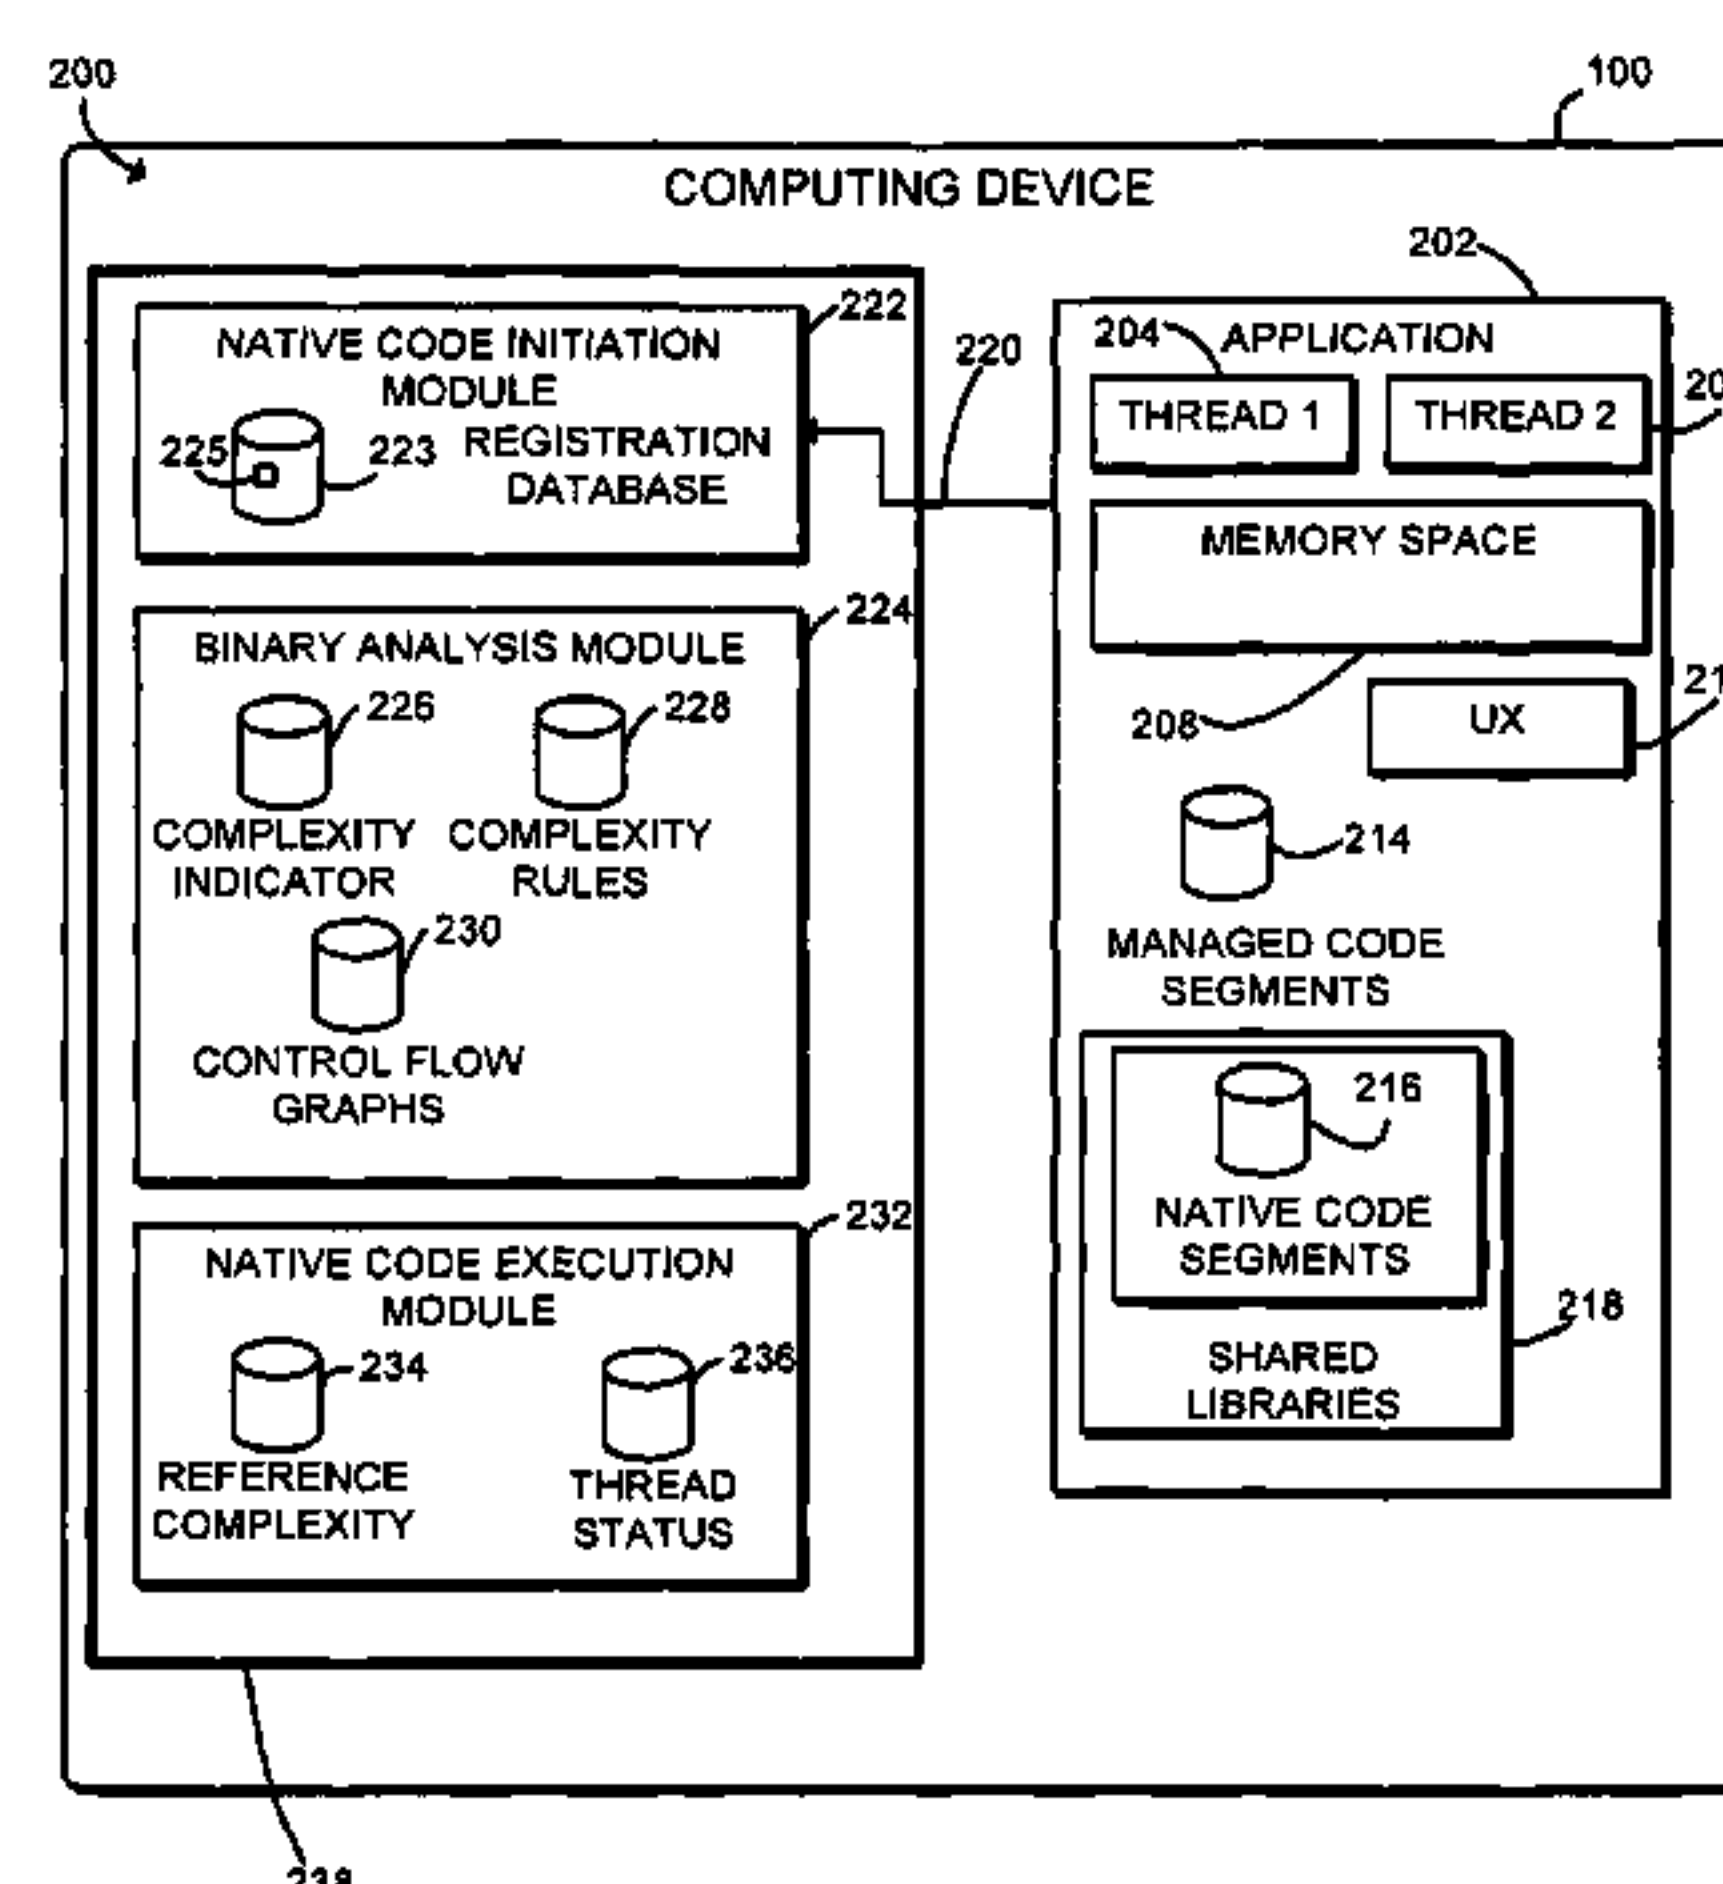 200
100
COMPUTING DEVICE
202
222
NATIVE CODE INITIATION
MODULE
225
223
REGISTRATION
DATABASE
220
204
APPLICATION
THREAD 1
THREAD 2
MEMORY SPACE
208
UX
224
BINARY ANALYSIS MODULE
226
228
COMPLEXITY
INDICATOR
COMPLEXITY
RULES
230
CONTROL FLOW
GRAPHS
214
MANAGED CODE
SEGMENTS
216
NATIVE CODE
SEGMENTS
218
SHARED
LIBRARIES
232
NATIVE CODE EXECUTION
MODULE
234
236
REFERENCE
COMPLEXITY
THREAD
STATUS